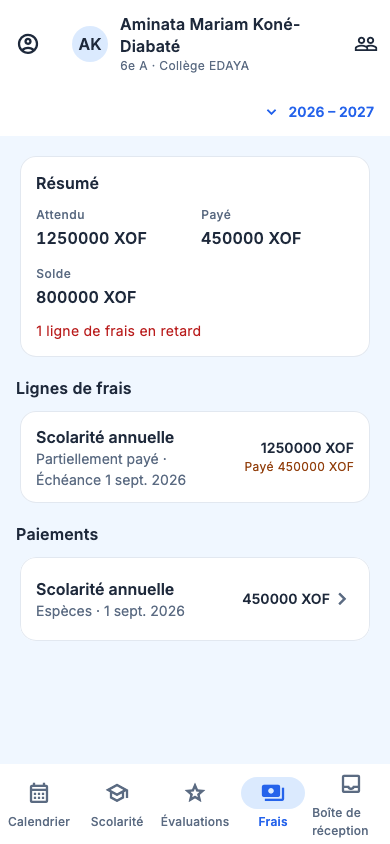 AK
Aminata Mariam Koné-
Diabaté
6e A · Collège EDAYA
2026 – 2027
Résumé
Attendu
Payé
1250000 XOF
450000 XOF
Solde
800000 XOF
1 ligne de frais en retard
Lignes de frais
Scolarité annuelle
Partiellement payé ·
Échéance 1 sept. 2026
1250000 XOF
Payé 450000 XOF
Paiements
Scolarité annuelle
Espèces · 1 sept. 2026
450000 XOF
Calendrier
Scolarité
Évaluations
Frais
Boîte de
réception